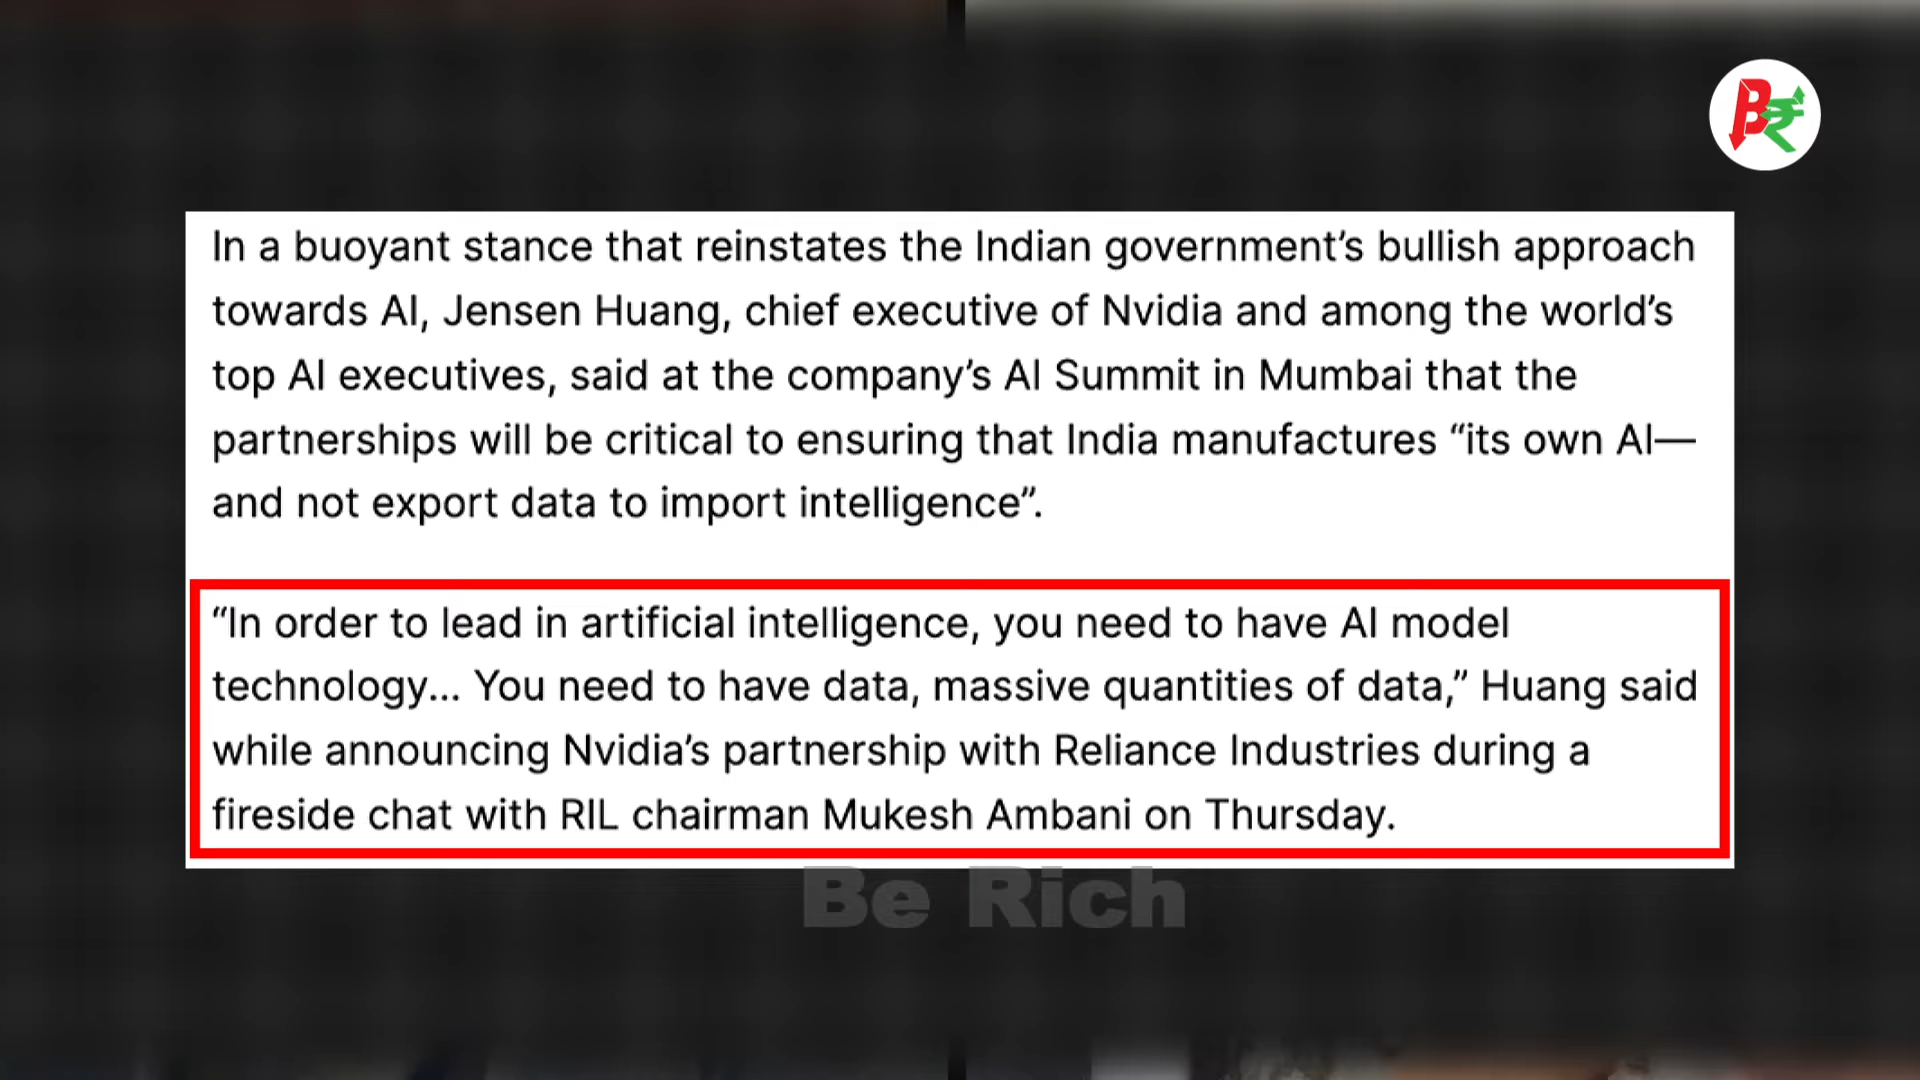 In a buoyant stance that reinstates the Indian government’s bullish approach
towards AI, Jensen Huang, chief executive of Nvidia and among the world’s
top AI executives, said at the company’s AI Summit in Mumbai that the
partnerships will be critical to ensuring that India manufactures “its own AI—
and not export data to import intelligence”.
“In order to lead in artificial intelligence, you need to have AI model
technology... You need to have data, massive quantities of data,” Huang said
while announcing Nvidia’s partnership with Reliance Industries during a
fireside chat with RIL chairman Mukesh Ambani on Thursday.
Be Rich